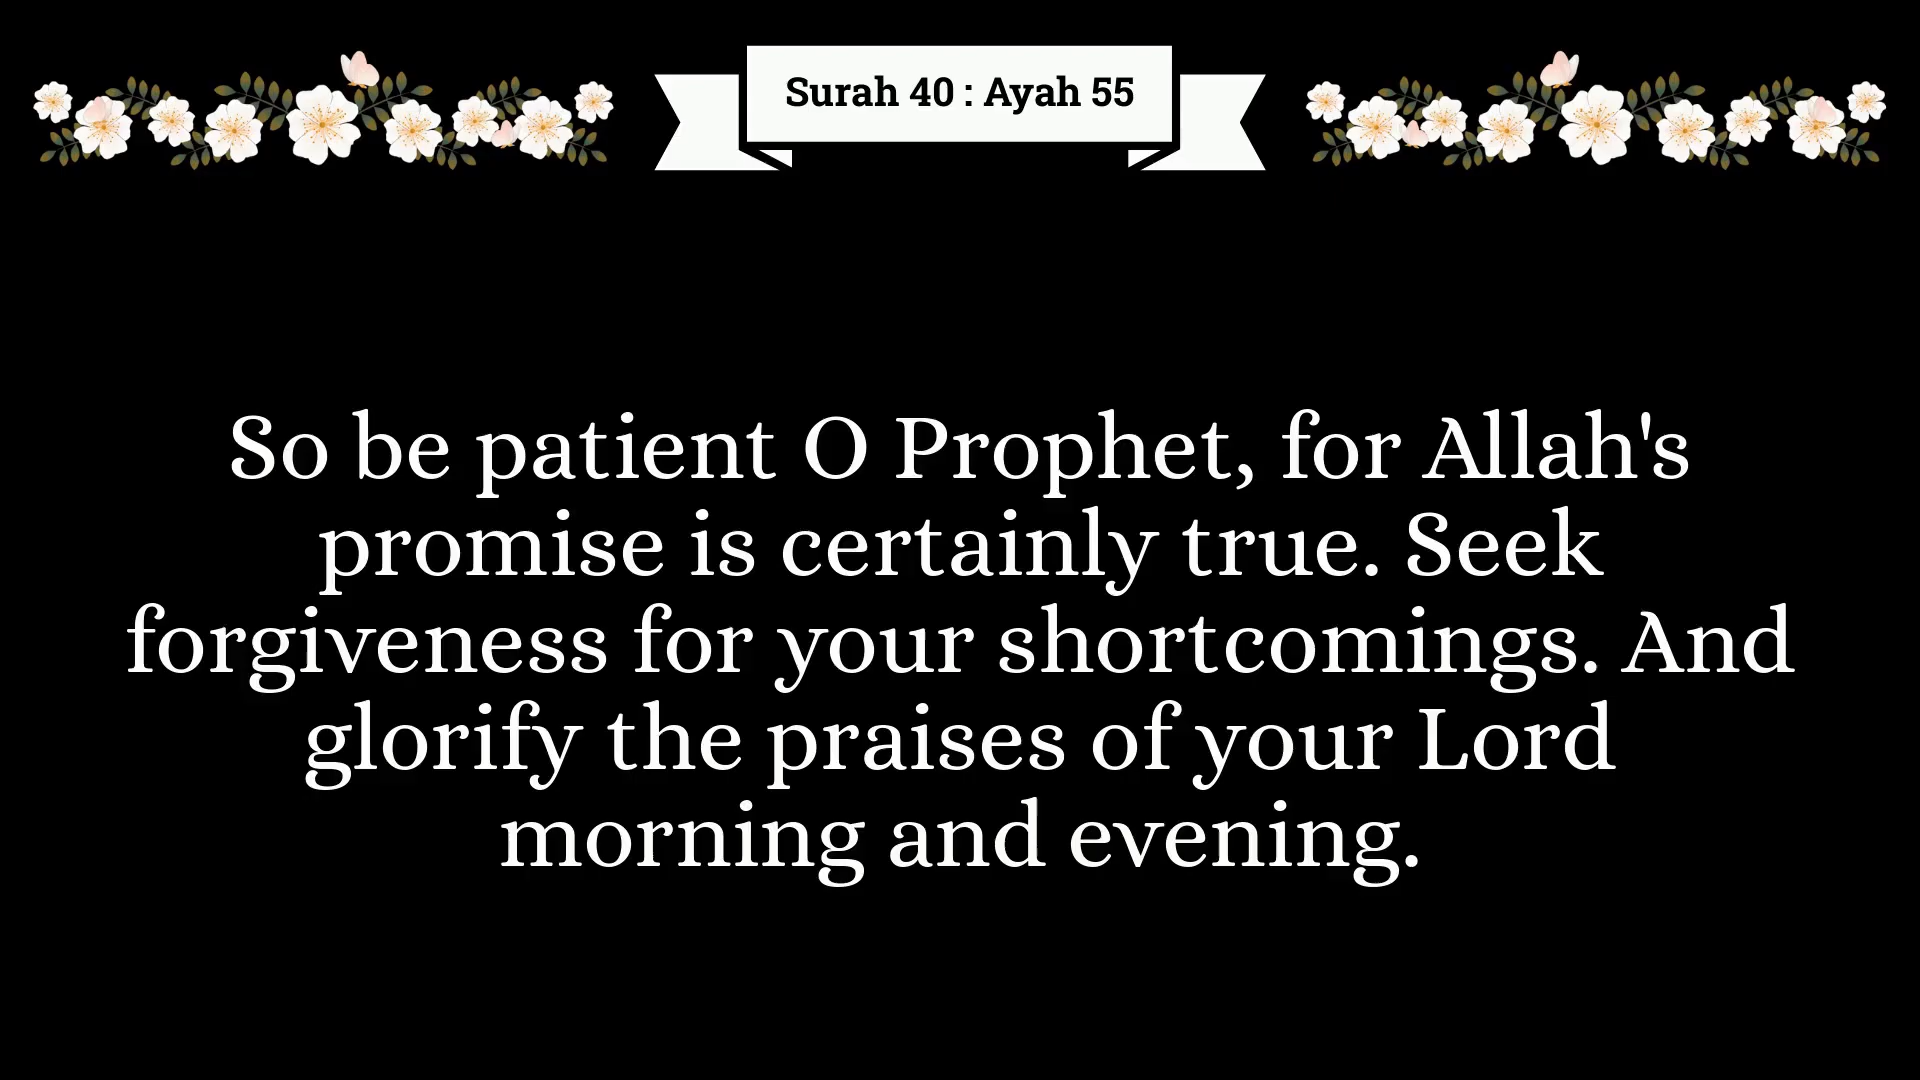 Surah 40 : Ayah 55
So be patient O Prophet, for Allah's
promise is certainly true. Seek
forgiveness for your shortcomings. And
glorify the praises of your Lord
morning and evening.